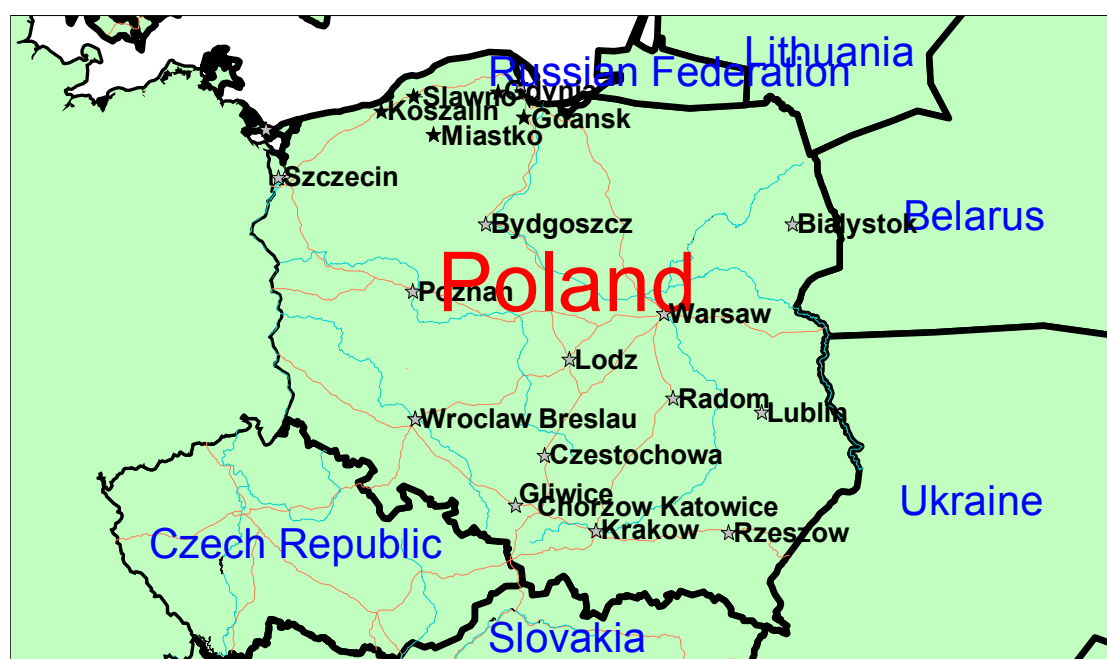 Lithuania
Russian Federation
Gdynia
Slawno
Koszalin
Gdansk
Miastko
Szczecin
Bydgoszcz
Bialystok
Belarus
Poland
Poznan
Warsaw
Lodz
Radom
Lublin
Wroclaw Breslau
Czestochowa
Gliwice
Chorzow Katowice
Ukraine
Krakow
Rzeszow
Czech Republic
Slovakia